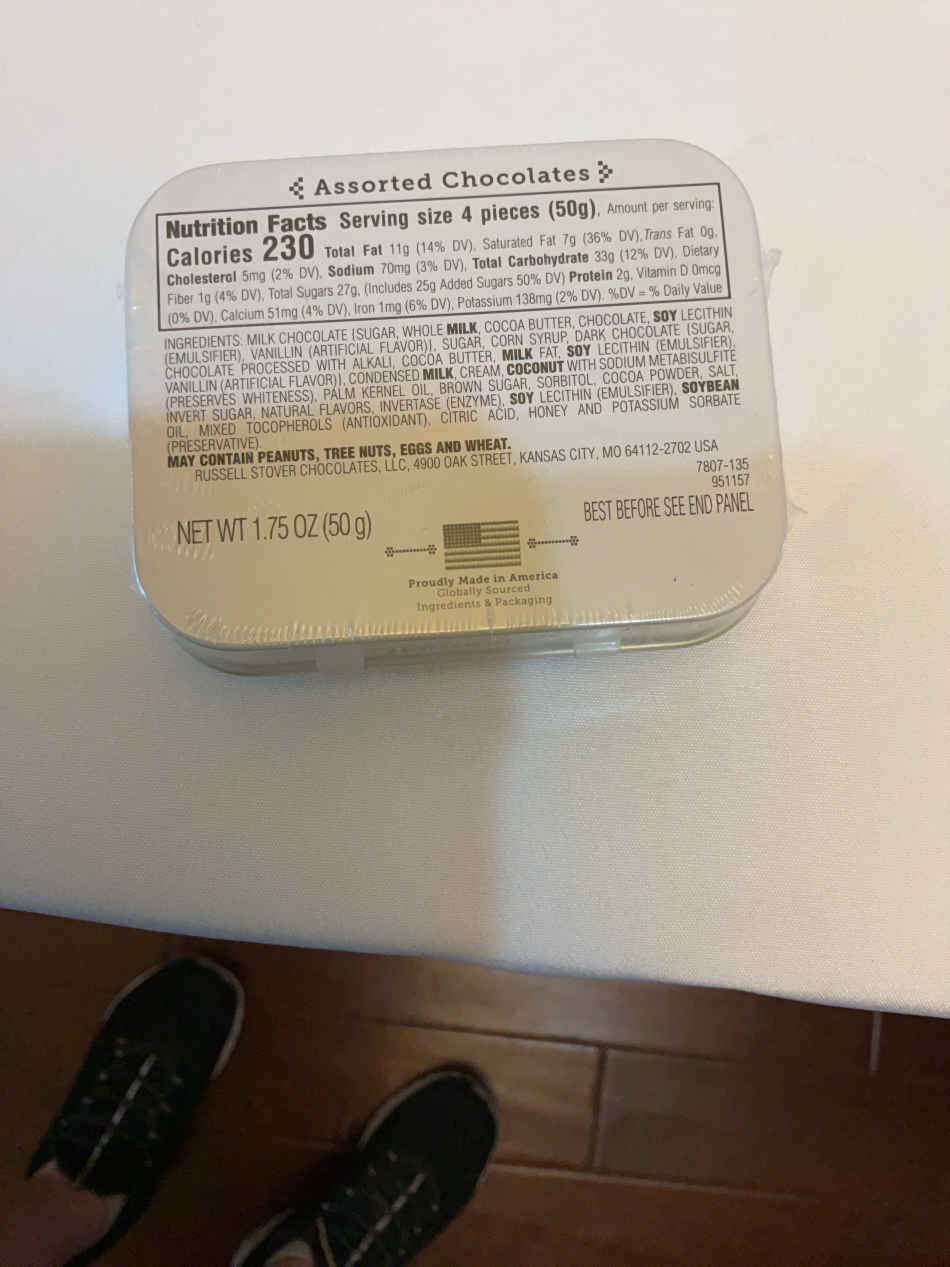 Assorted Chocolates
Nutrition Facts Serving size 4 pieces (50g), Amount per serving:
Calories 230 Total Fat 11g (14% DV), Saturated Fat 7g (36% DV), Trans Fat 0g,
Cholesterol 5mg (2% DV), Sodium 70mg (3% DV), Total Carbohydrate 33g (12% DV), Dietary
Fiber 1g (4% DV), Total Sugars 27g, (Includes 25g Added Sugars 50% DV) Protein 2g, Vitamin D 0mcg
(0% DV), Calcium 51mg (4% DV), Iron 1mg (6% DV), Potassium 138mg (2% DV). %DV = % Daily Value
INGREDIENTS: MILK CHOCOLATE [SUGAR, WHOLE MILK, COCOA BUTTER, CHOCOLATE, SOY LECITHIN
(EMULSIFIER), VANILLIN (ARTIFICIAL FLAVOR)], SUGAR, CORN SYRUP, DARK CHOCOLATE [SUGAR,
CHOCOLATE PROCESSED WITH ALKALI, COCOA BUTTER, MILK FAT, SOY LECITHIN (EMULSIFIER),
VANILLIN (ARTIFICIAL FLAVOR)], CONDENSED MILK, CREAM, COCONUT WITH SODIUM METABISULFITE
(PRESERVES WHITENESS), PALM KERNEL OIL, BROWN SUGAR, SORBITOL, COCOA POWDER, SALT,
INVERT SUGAR, NATURAL FLAVORS, INVERTASE (ENZYME), SOY LECITHIN (EMULSIFIER), SOYBEAN
OIL, MIXED TOCOPHEROLS (ANTIOXIDANT), CITRIC ACID, HONEY AND POTASSIUM SORBATE
(PRESERVATIVE).
MAY CONTAIN PEANUTS, TREE NUTS, EGGS AND WHEAT.
RUSSELL STOVER CHOCOLATES, LLC, 4900 OAK STREET, KANSAS CITY, MO 64112-2702 USA
7807-135
951157
NET WT 1.75 OZ (50 g)
BEST BEFORE SEE END PANEL
Proudly Made in America
Globally Sourced
Ingredients & Packaging